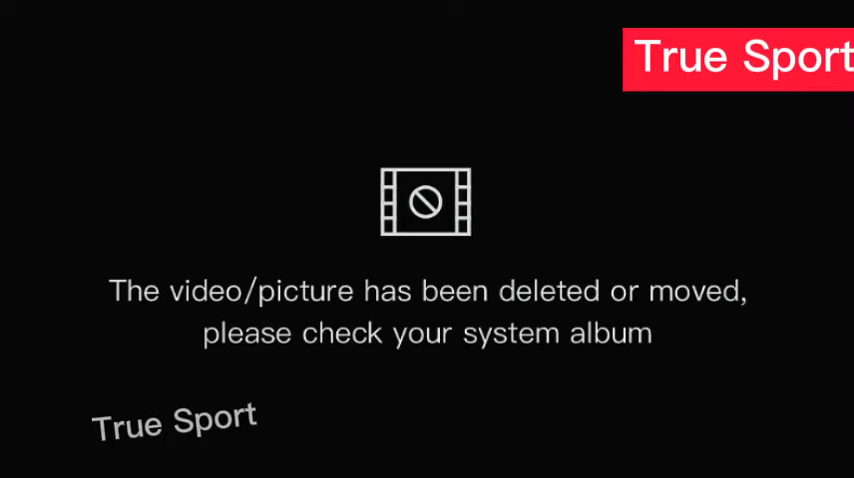 True Sport
The video/picture has been deleted or moved,
please check your system album
True Sport